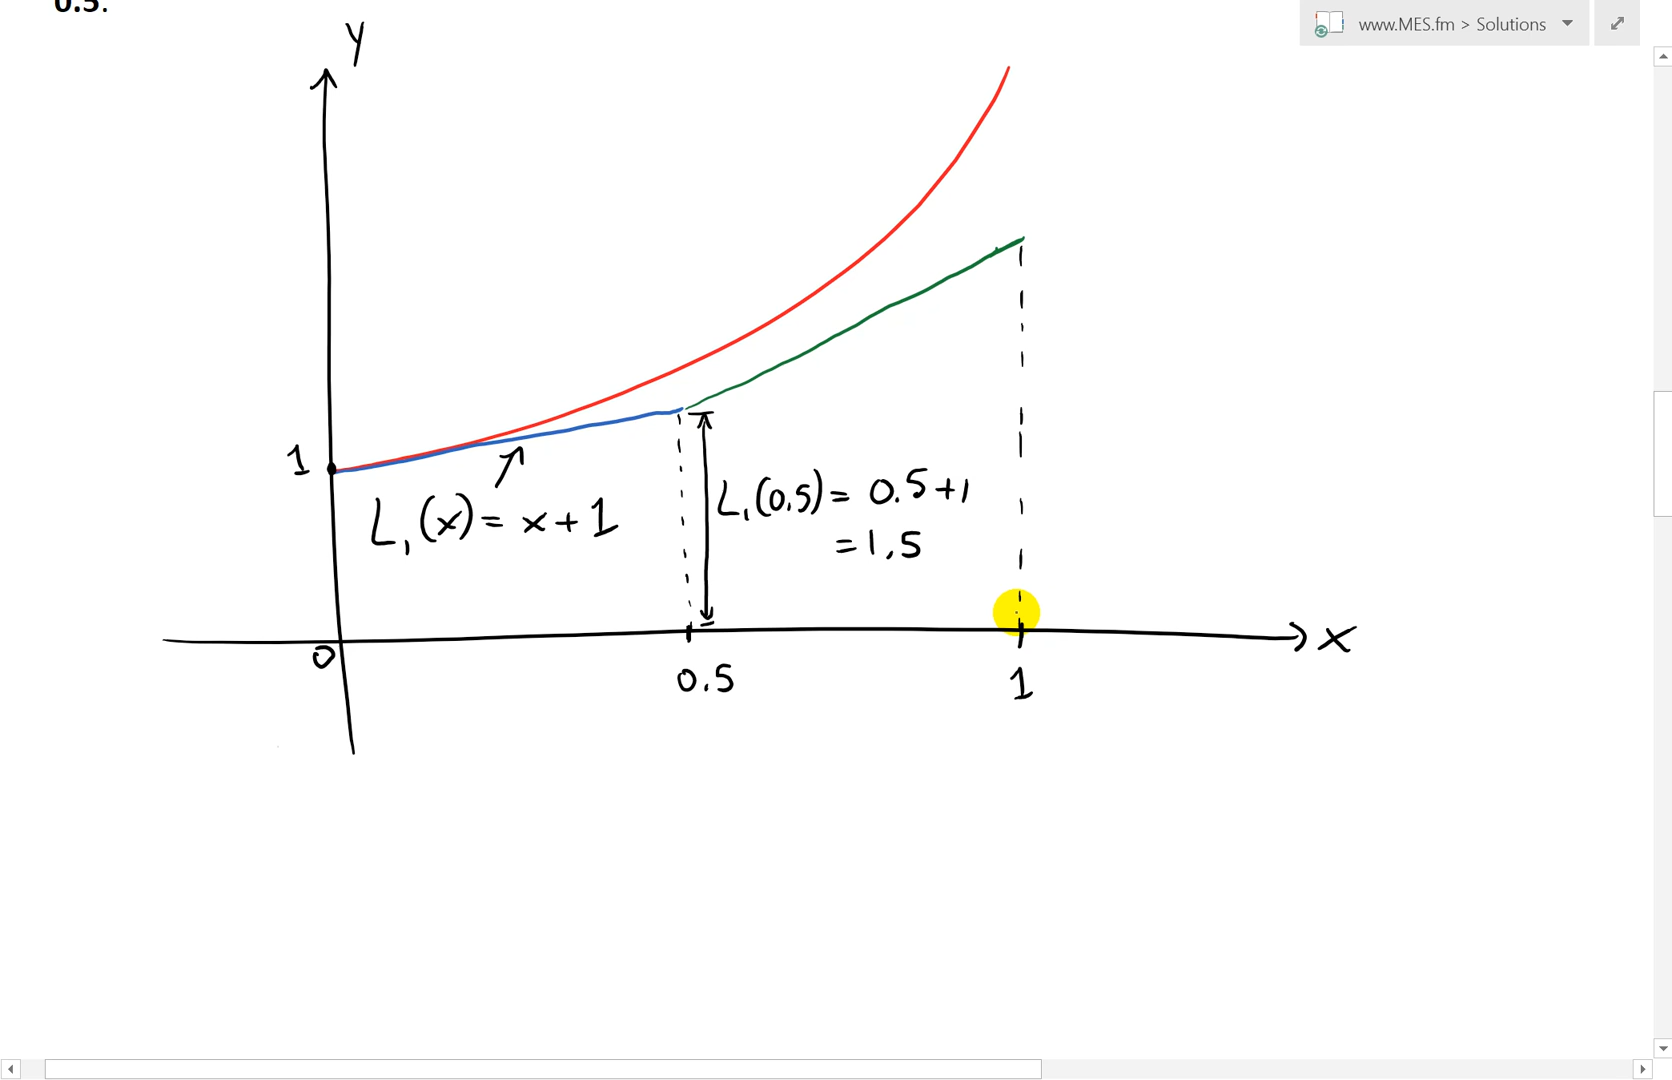 0.5.
www.MES.fm > Solutions
y
1
L₁(x) = x + 1
L₁(0.5) = 0.5 + 1
= 1.5
0
0.5
1
x